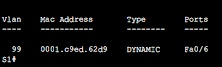 Vlan    Mac Address       Type        Ports
----    -----------       --------    -----
  99    0001.c9ed.62d9    DYNAMIC     Fa0/6
S1#